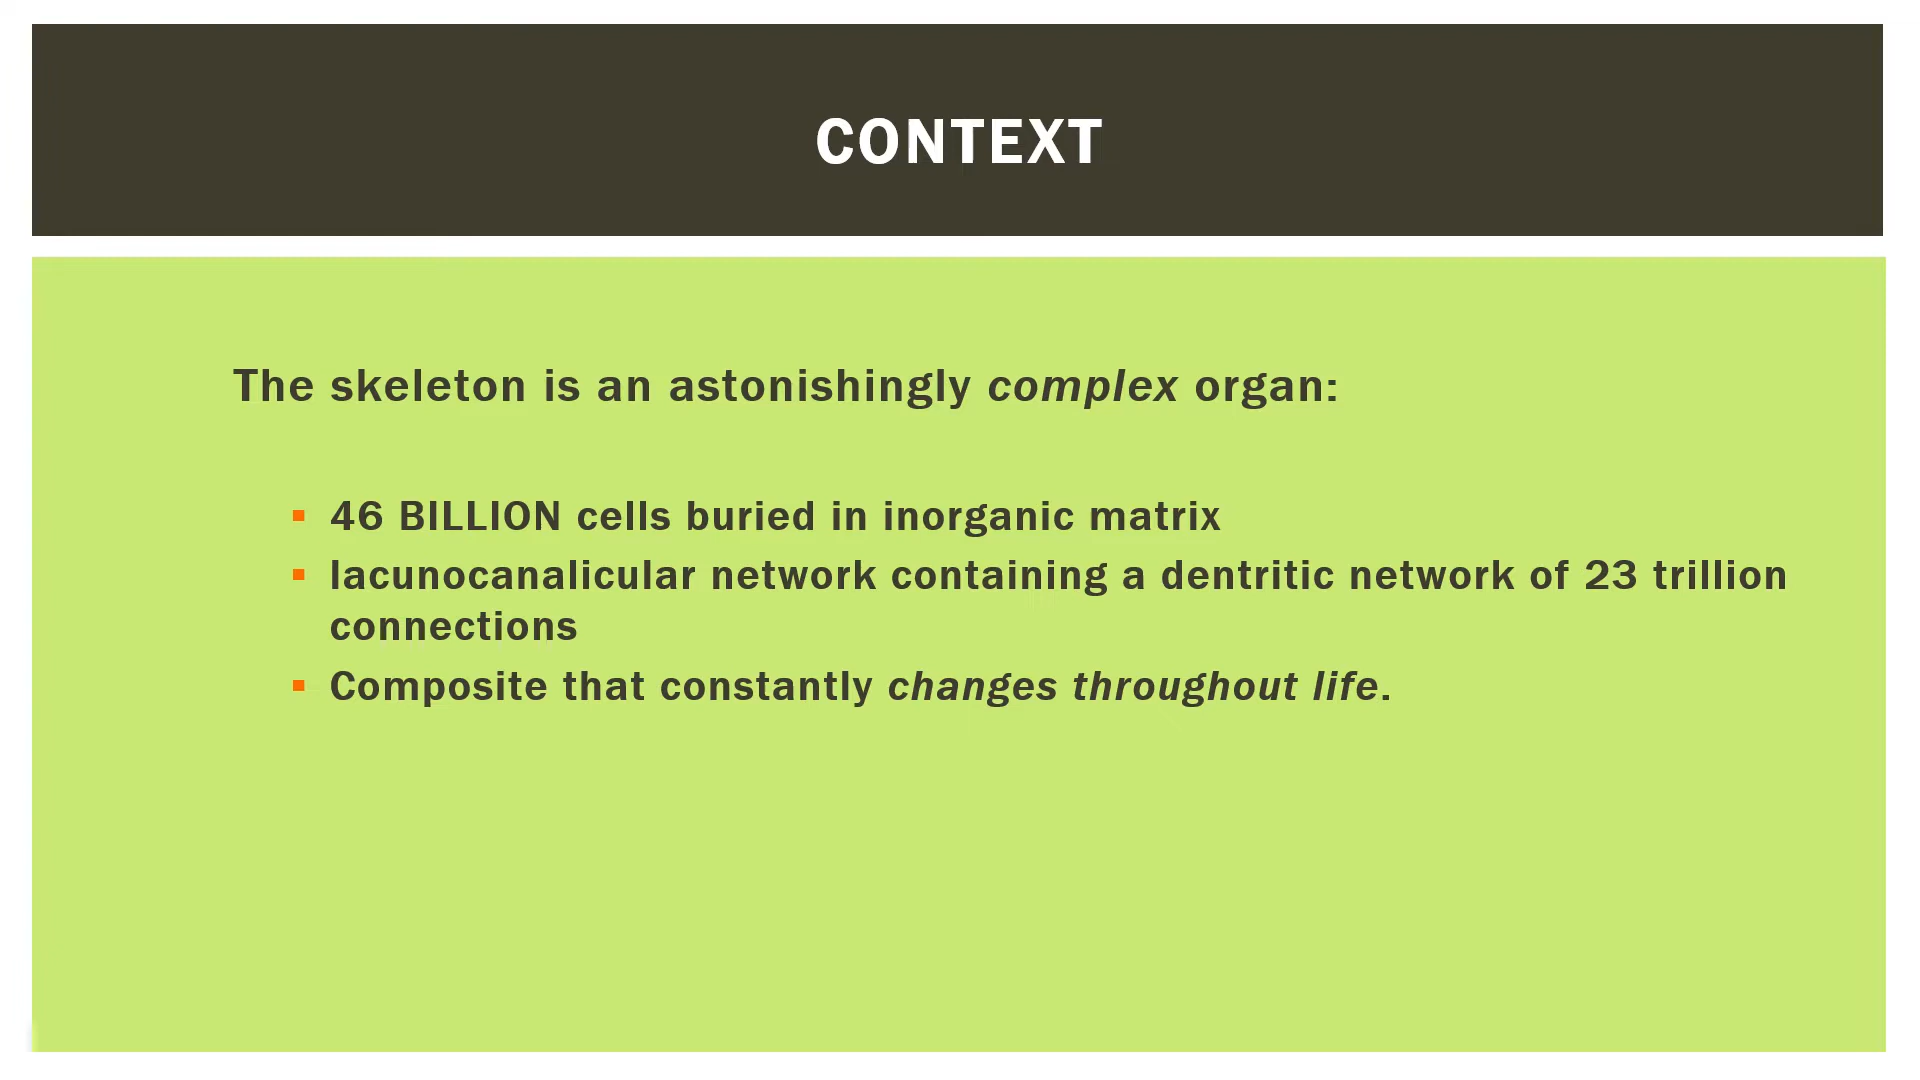 CONTEXT
The skeleton is an astonishingly complex organ:
▪ 46 BILLION cells buried in inorganic matrix
▪ lacunocanalicular network containing a dentritic network of 23 trillion
connections
▪ Composite that constantly changes throughout life.